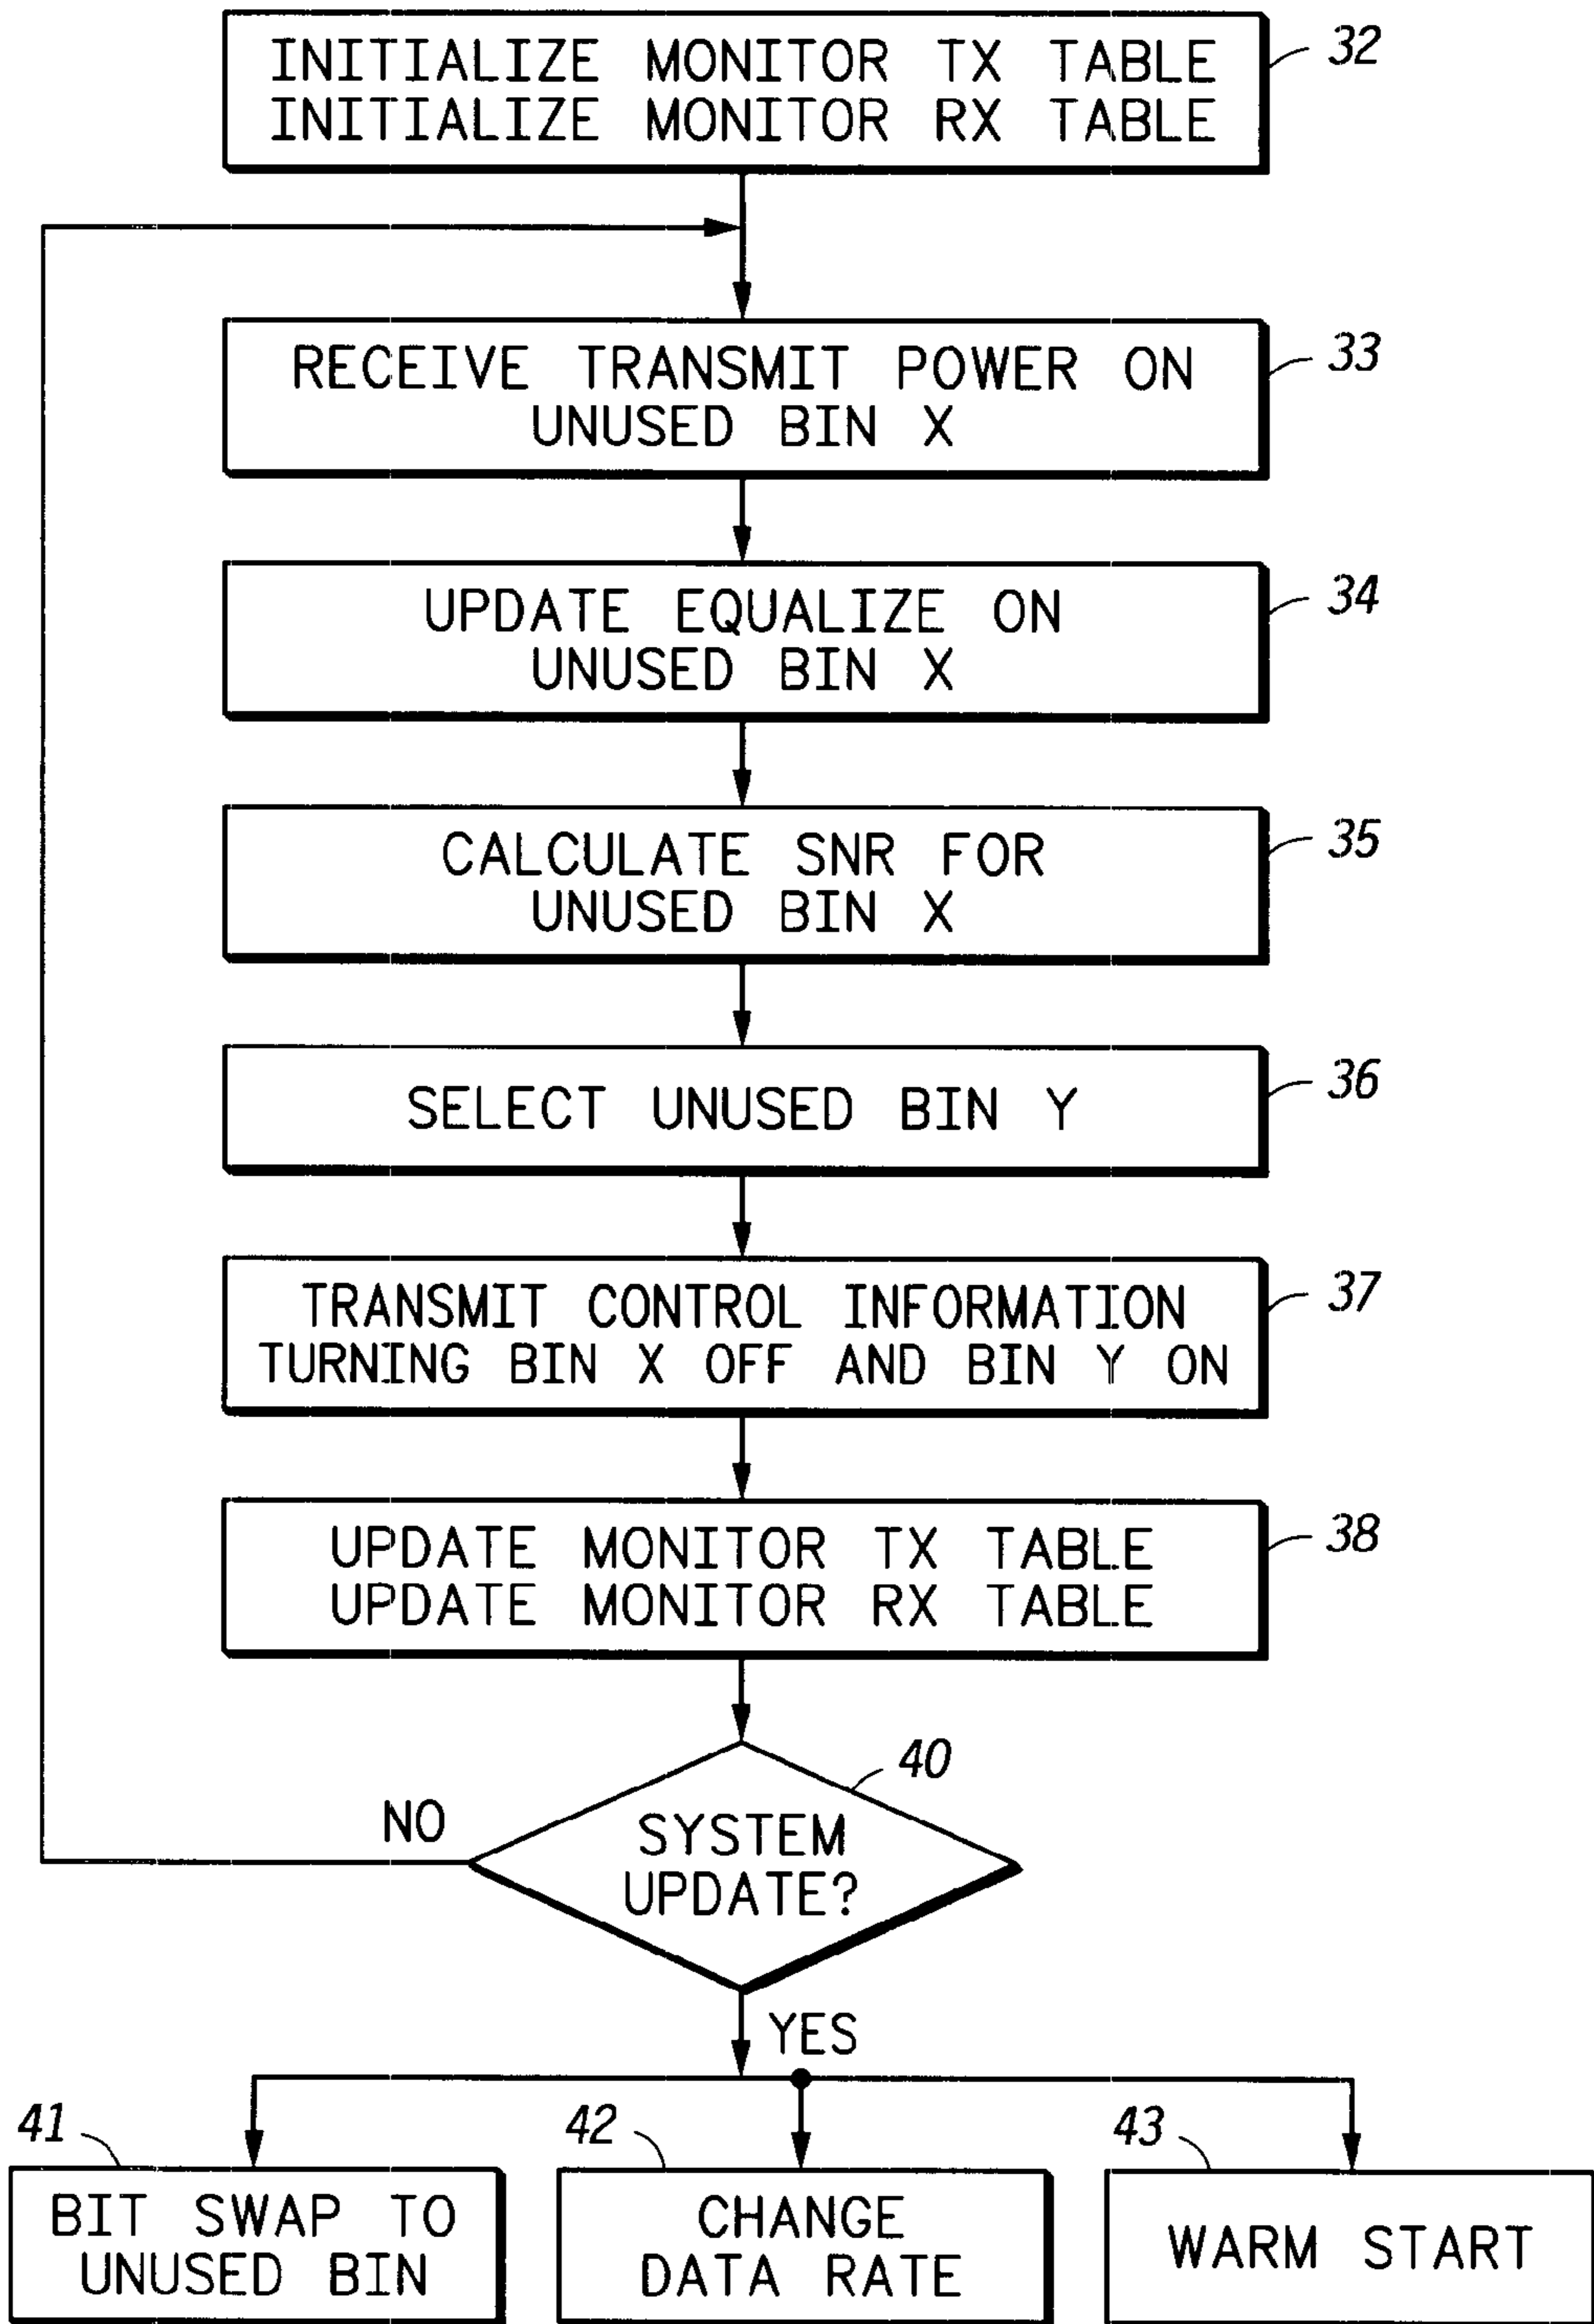 INITIALIZE MONITOR TX TABLE
INITIALIZE MONITOR RX TABLE
32
RECEIVE TRANSMIT POWER ON
UNUSED BIN X
33
UPDATE EQUALIZE ON
UNUSED BIN X
34
CALCULATE SNR FOR
UNUSED BIN X
35
SELECT UNUSED BIN Y
36
TRANSMIT CONTROL INFORMATION
TURNING BIN X OFF AND BIN Y ON
37
UPDATE MONITOR TX TABLE
UPDATE MONITOR RX TABLE
38
40
NO
SYSTEM
UPDATE?
YES
41
BIT SWAP TO
UNUSED BIN
42
CHANGE
DATA RATE
43
WARM START